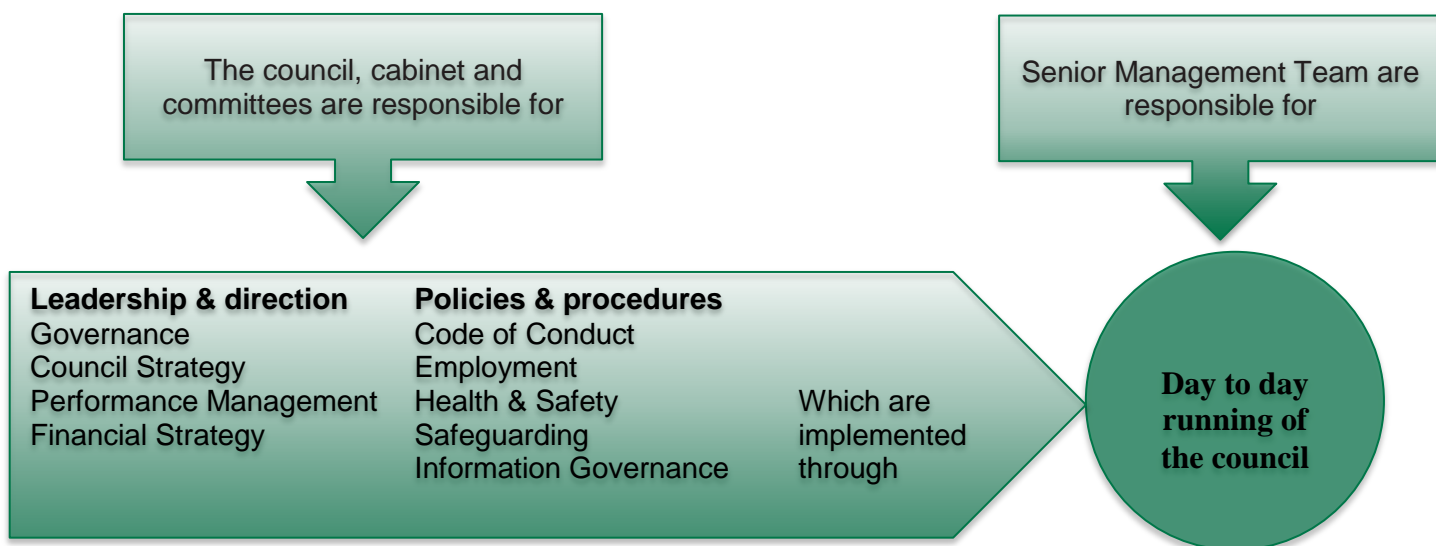 The council, cabinet and
committees are responsible for
Senior Management Team are
responsible for
Leadership & direction
Governance
Council Strategy
Performance Management
Financial Strategy
Policies & procedures
Code of Conduct
Employment
Health & Safety
Safeguarding
Information Governance
Which are
implemented
through
Day to day
running of
the council